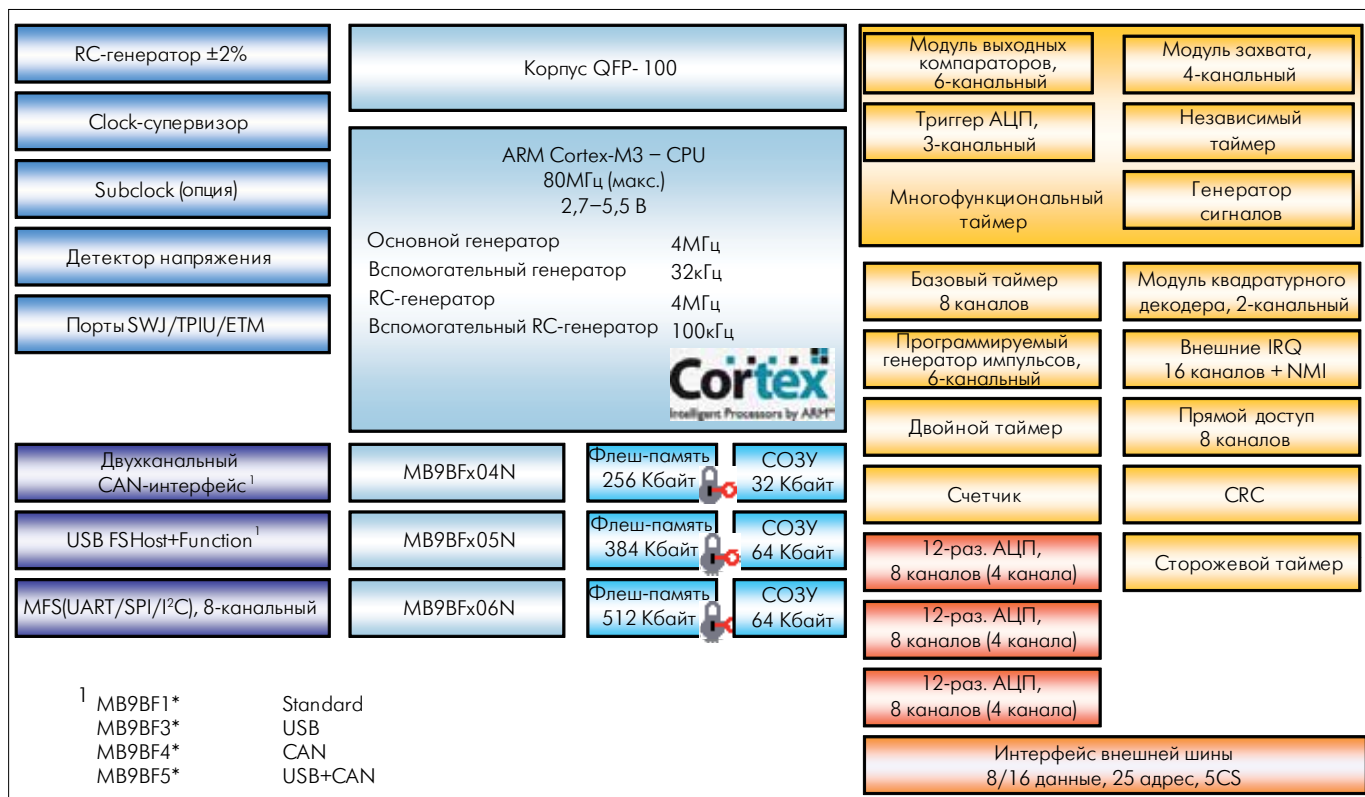 RC-генератор ±2%
Clock-супервизор
Subclock (опция)
Детектор напряжения
Порты SWJ/TPIU/ETM
Двухканальный
CAN-интерфейс¹
USB FSHost+Function¹
MFS(UART/SPI/I²C), 8-канальный
Корпус QFP- 100
ARM Cortex-M3 – CPU
80МГц (макс.)
2,7–5,5 В
Основной генератор 4МГц
Вспомогательный генератор 32кГц
RC-генератор 4МГц
Вспомогательный RC-генератор 100кГц
Cortex
Intelligent Processors by ARM®
MB9BFx04N
Флеш-память
256 Кбайт
СОЗУ
32 Кбайт
MB9BFx05N
Флеш-память
384 Кбайт
СОЗУ
64 Кбайт
MB9BFx06N
Флеш-память
512 Кбайт
СОЗУ
64 Кбайт
Модуль выходных
компараторов,
6-канальный
Модуль захвата,
4-канальный
Триггер АЦП,
3-канальный
Независимый
таймер
Многофункциональный
таймер
Генератор
сигналов
Базовый таймер
8 каналов
Модуль квадратурного
декодера, 2-канальный
Программируемый
генератор импульсов,
6-канальный
Внешние IRQ
16 каналов + NMI
Двойной таймер
Прямой доступ
8 каналов
Счетчик
CRC
12-раз. АЦП,
8 каналов (4 канала)
Сторожевой таймер
12-раз. АЦП,
8 каналов (4 канала)
12-раз. АЦП,
8 каналов (4 канала)
Интерфейс внешней шины
8/16 данные, 25 адрес, 5CS
¹ MB9BF1* Standard
MB9BF3* USB
MB9BF4* CAN
MB9BF5* USB+CAN